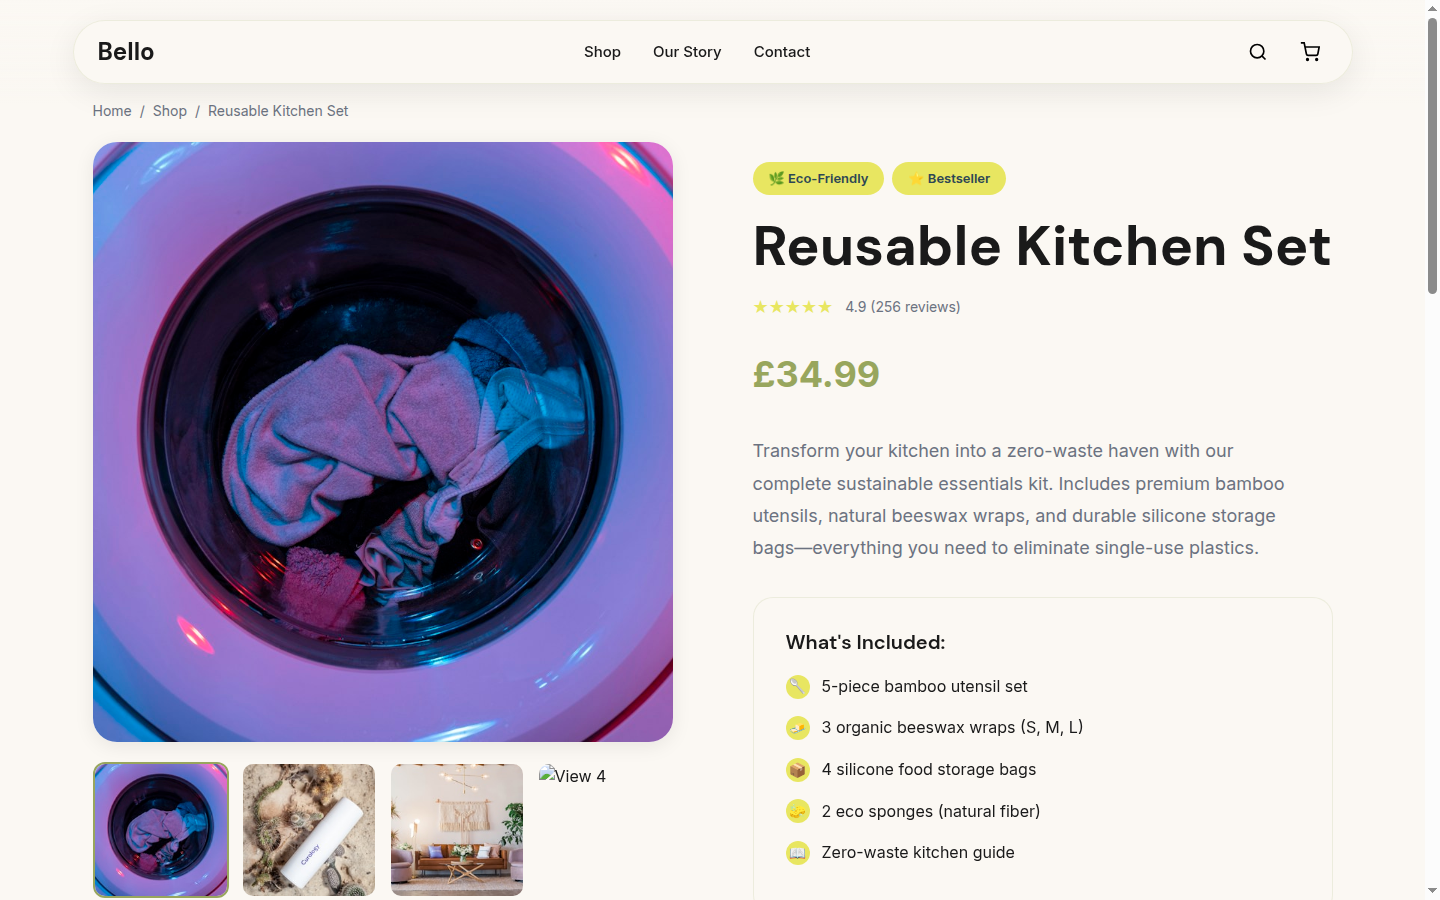 Bello
Shop
Our Story
Contact
Home / Shop / Reusable Kitchen Set
🌿 Eco-Friendly
⭐ Bestseller
Reusable Kitchen Set
★★★★★ 4.9 (256 reviews)
£34.99
Transform your kitchen into a zero-waste haven with our
complete sustainable essentials kit. Includes premium bamboo
utensils, natural beeswax wraps, and durable silicone storage
bags—everything you need to eliminate single-use plastics.
What's Included:
5-piece bamboo utensil set
3 organic beeswax wraps (S, M, L)
4 silicone food storage bags
2 eco sponges (natural fiber)
Zero-waste kitchen guide
Curology
View 4